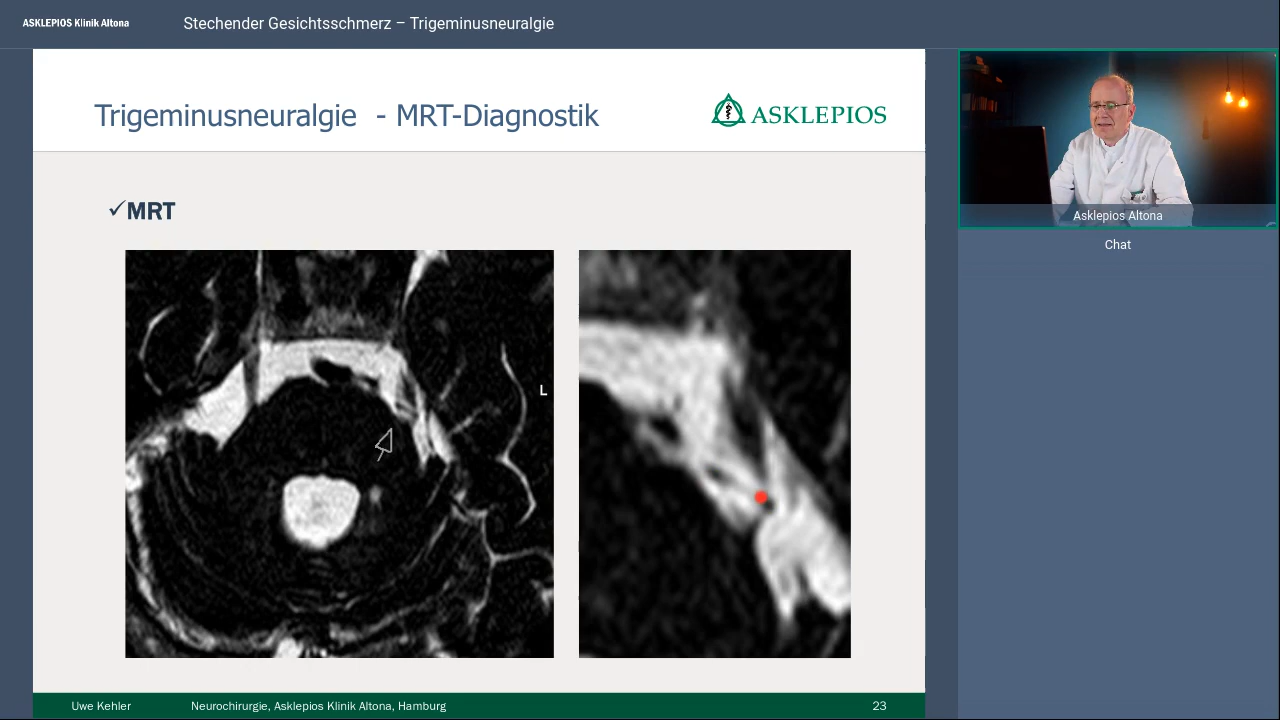 ASKLEPIOS Klinik Altona
Stechender Gesichtsschmerz – Trigeminusneuralgie
Trigeminusneuralgie - MRT-Diagnostik
ASKLEPIOS
✓MRT
L
Asklepios Altona
Chat
Uwe Kehler
Neurochirurgie, Asklepios Klinik Altona, Hamburg
23